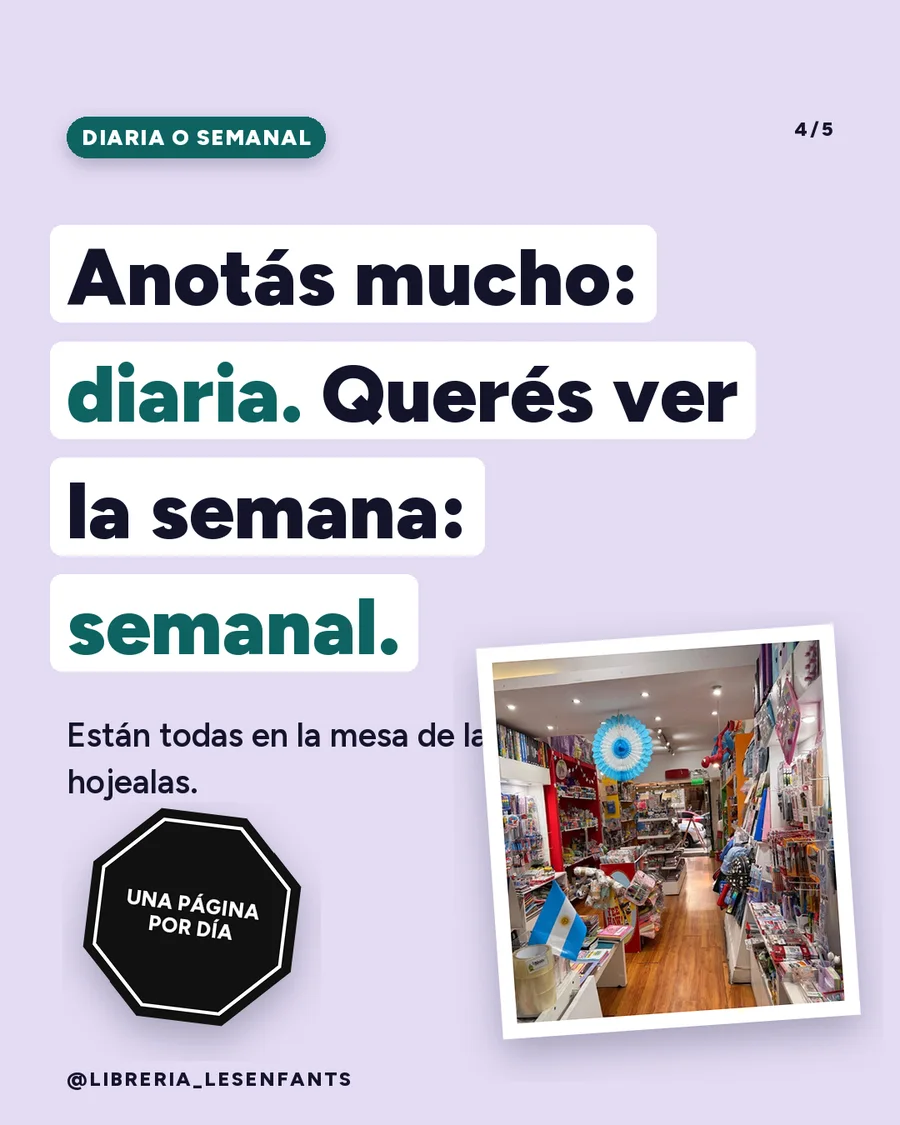 DIARIA O SEMANAL
4/5
Anotás mucho:
diaria. Querés ver
la semana:
semanal.
Están todas en la mesa de la
hojealas.
UNA PÁGINA
POR DÍA
@LIBRERIA_LESENFANTS